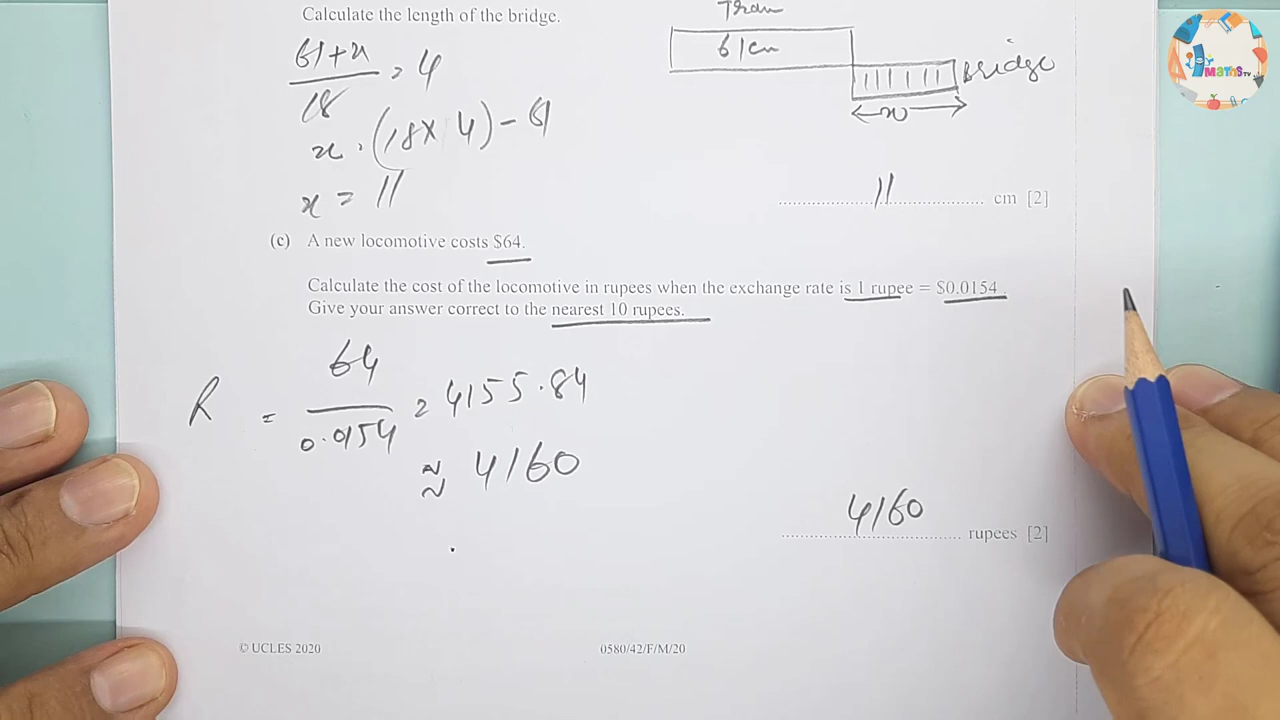 Calculate the length of the bridge.
Train
61cm
Bridge
x
61+x
18
= 4
x = (18 x 4) - 61
x = 11
11 cm [2]
(c) A new locomotive costs $64.
Calculate the cost of the locomotive in rupees when the exchange rate is 1 rupee = $0.0154 .
Give your answer correct to the nearest 10 rupees.
R = 64
0.0154
= 4155.84
≈ 4160
4160 rupees [2]
© UCLES 2020
0580/42/F/M/20
MATHS TV